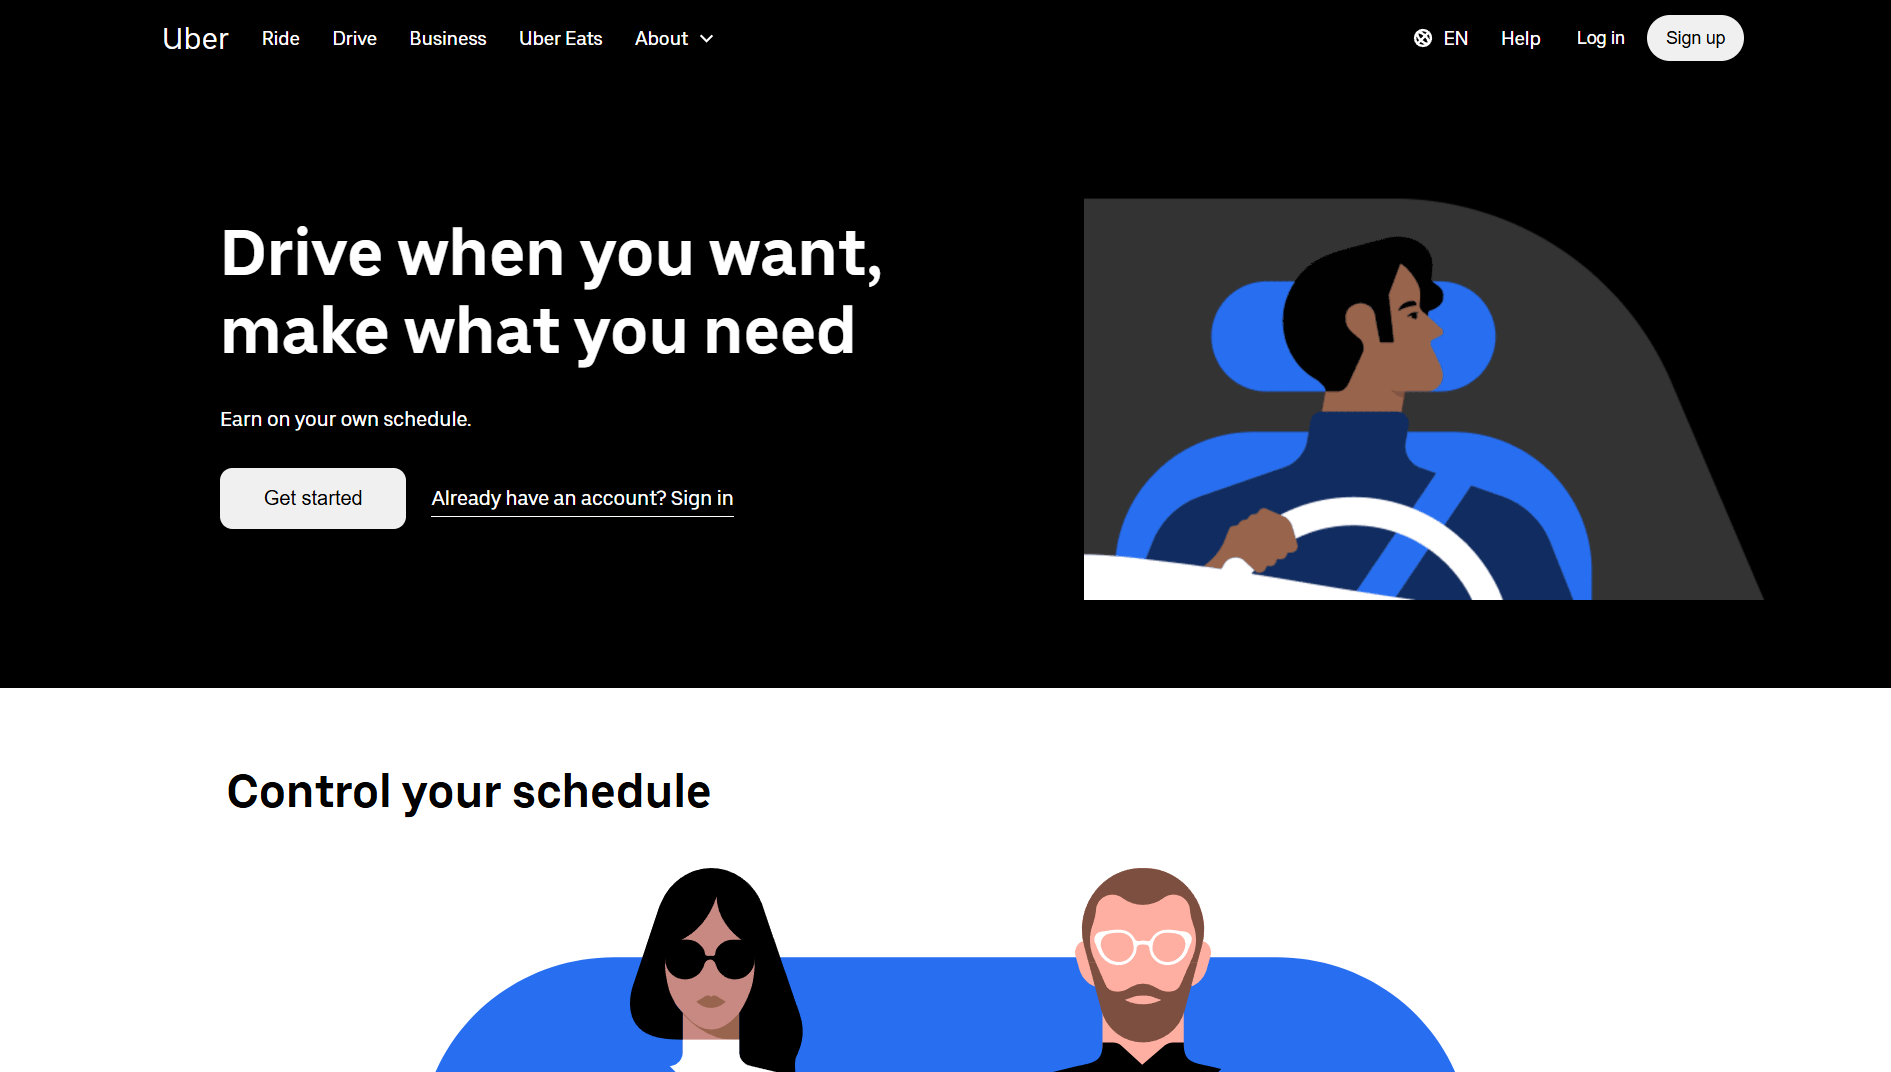 Uber Ride Drive Business Uber Eats About EN Help Log in Sign up
Drive when you want,
make what you need
Earn on your own schedule.
Get started Already have an account? Sign in
Control your schedule